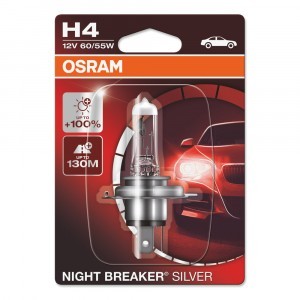 H4
12V 60/55W
OSRAM
UP TO
+100%
UP TO
130M
NIGHT BREAKER® SILVER